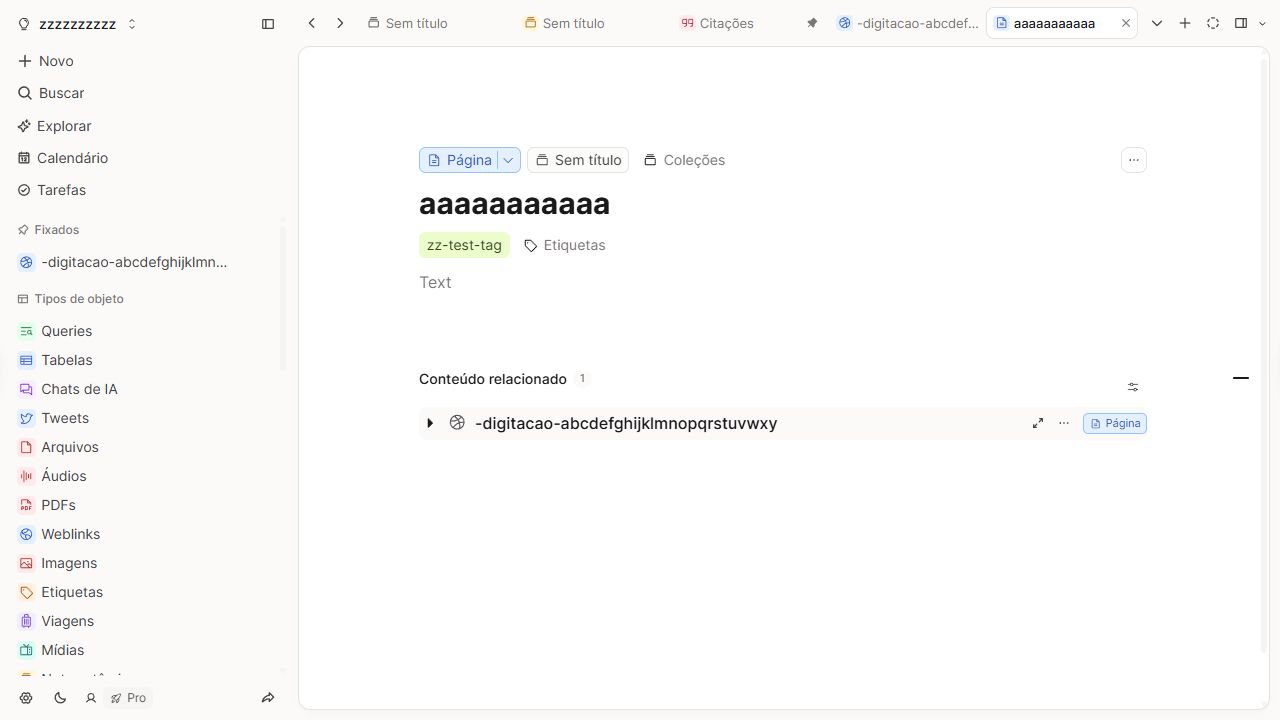 zzzzzzzzzz
Novo
Buscar
Explorar
Calendário
Tarefas
Fixados
-digitacao-abcdefghijklmn...
Tipos de objeto
Queries
Tabelas
Chats de IA
Tweets
Arquivos
Áudios
PDFs
Weblinks
Imagens
Etiquetas
Viagens
Mídias
Pro
Sem título
Sem título
Citações
-digitacao-abcdef...
aaaaaaaaaaa
Página
Sem título
Coleções
aaaaaaaaaaa
zz-test-tag
Etiquetas
Text
Conteúdo relacionado 1
-digitacao-abcdefghijklmnopqrstuvwxy
Página